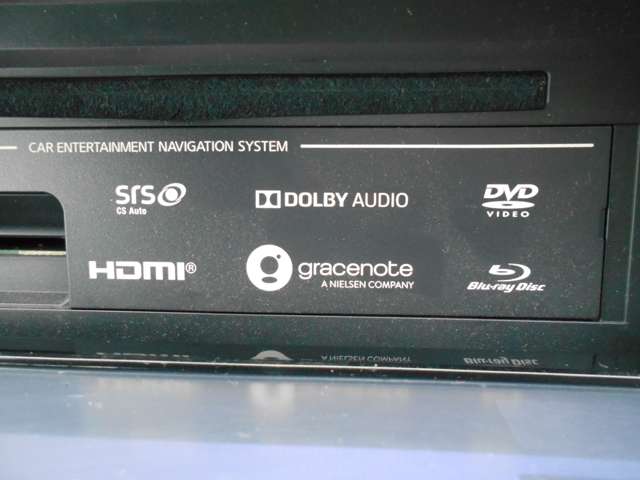 CAR ENTERTAINMENT NAVIGATION SYSTEM
SRS
CS Auto
DOLBY AUDIO
DVD
VIDEO
HDMI®
gracenote
A NIELSEN COMPANY
Blu-ray Disc